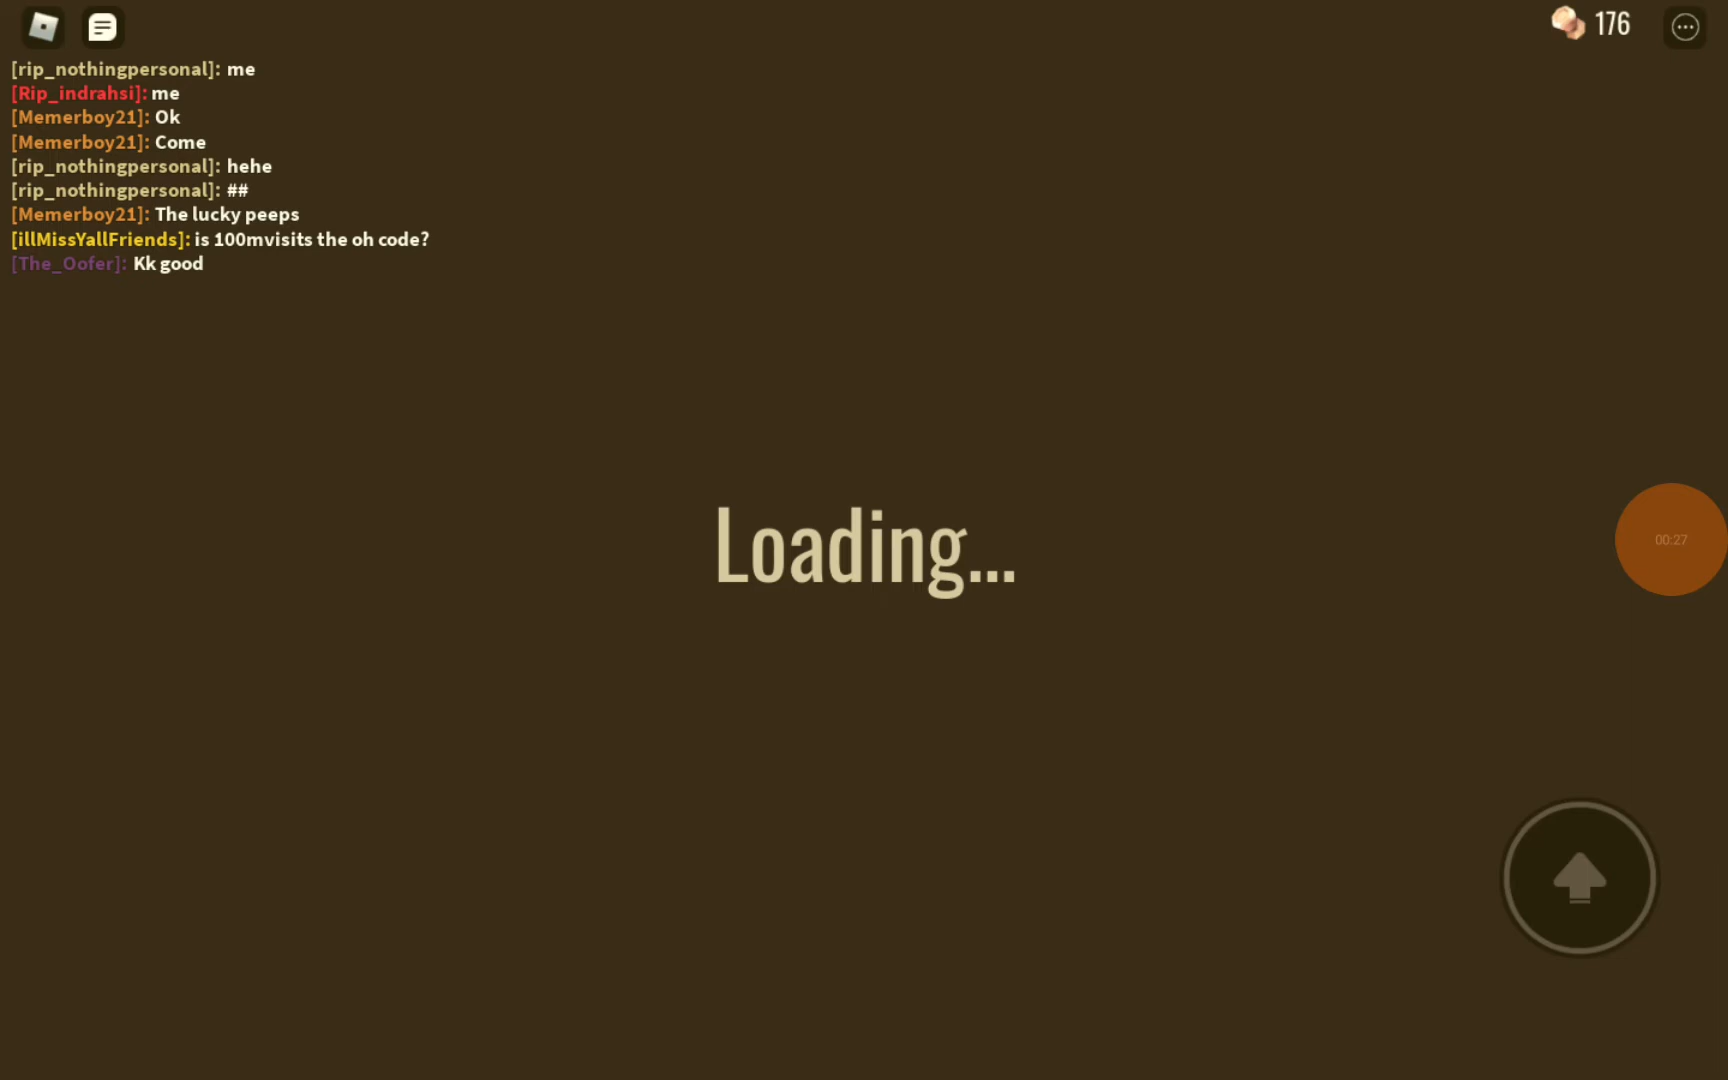 176
[rip_nothingpersonal]: me
[Rip_indrahsi]: me
[Memerboy21]: Ok
[Memerboy21]: Come
[rip_nothingpersonal]: hehe
[rip_nothingpersonal]: ##
[Memerboy21]: The lucky peeps
[illMissYallFriends]: is 100mvisits the oh code?
[The_Oofer]: Kk good
Loading...
00:27